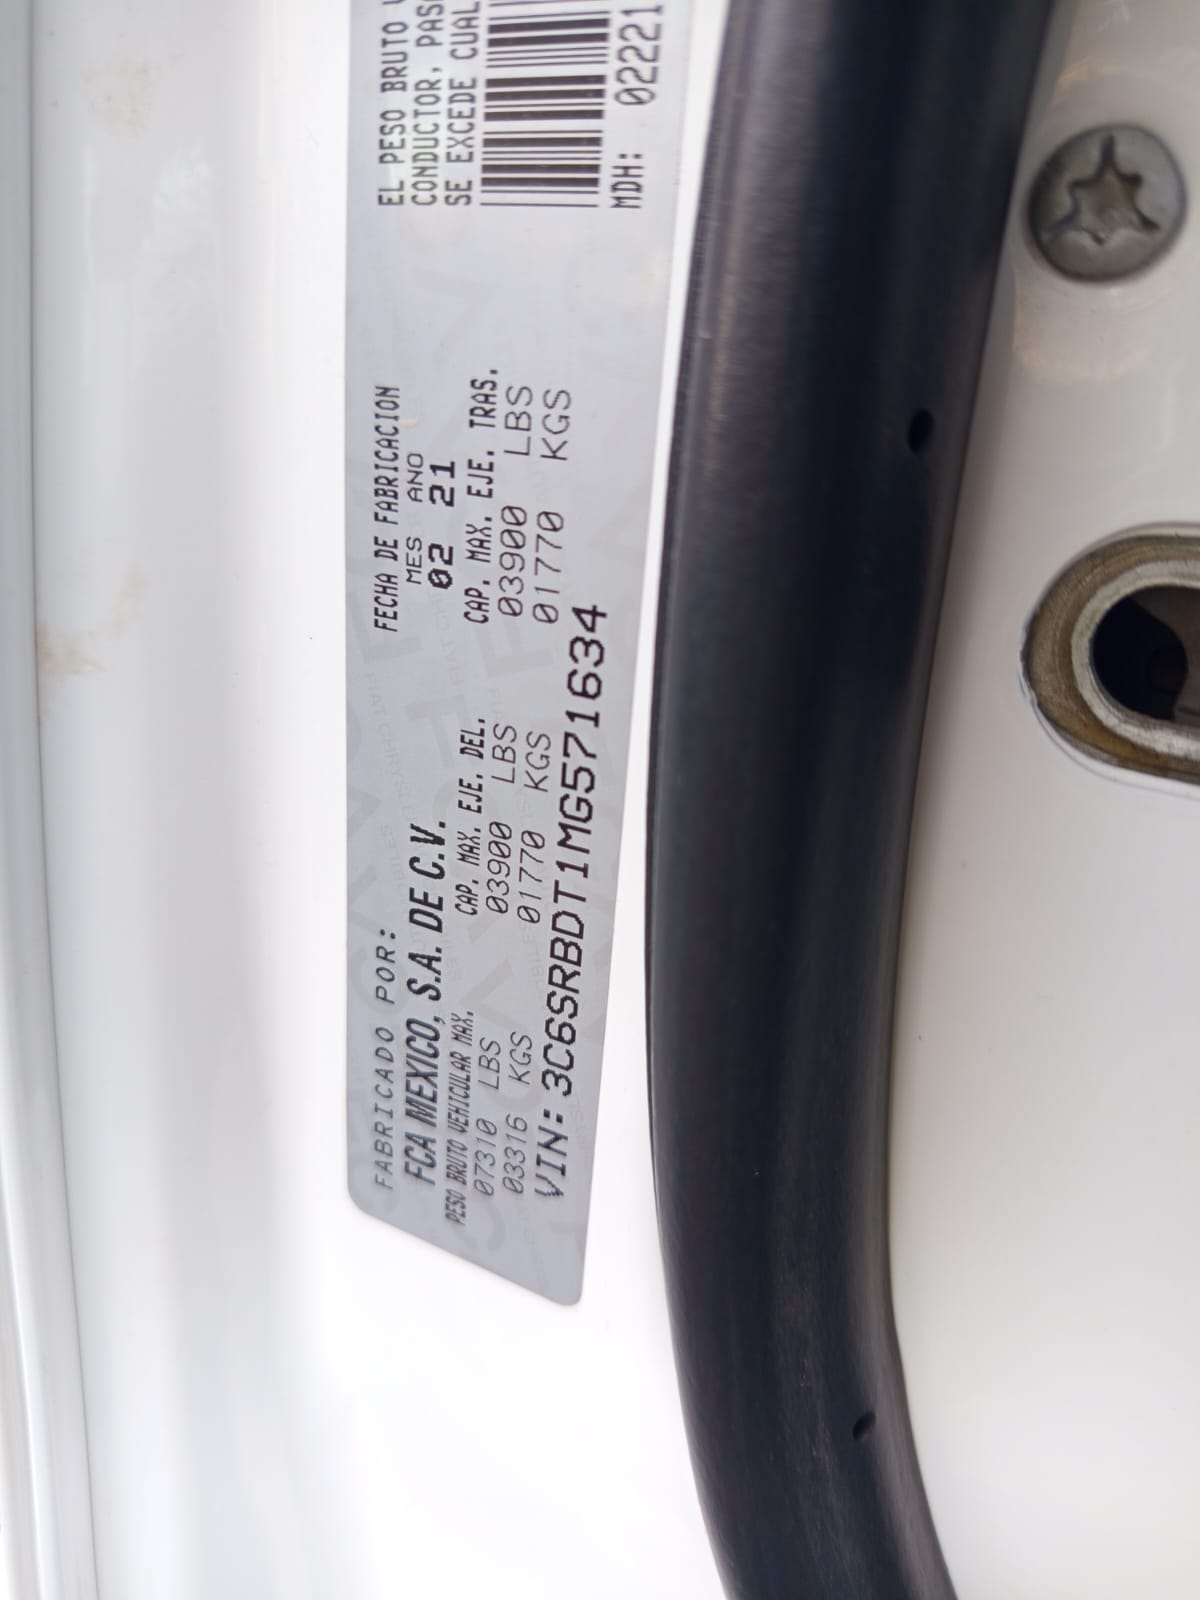 FABRICADO POR:
FCA MEXICO, S.A. DE C.V.
FECHA DE FABRICACION
MES ANO
02 21
PESO BRUTO VEHICULAR MAX.
07310 LBS
03316 KGS
CAP. MAX. EJE. DEL.
03900 LBS
01770 KGS
CAP. MAX. EJE. TRAS.
03900 LBS
01770 KGS
VIN: 3C6SRBDT1MG571634
EL PESO BRUTO
CONDUCTOR, PAS
SE EXCEDE CUAL
MDH: 02221